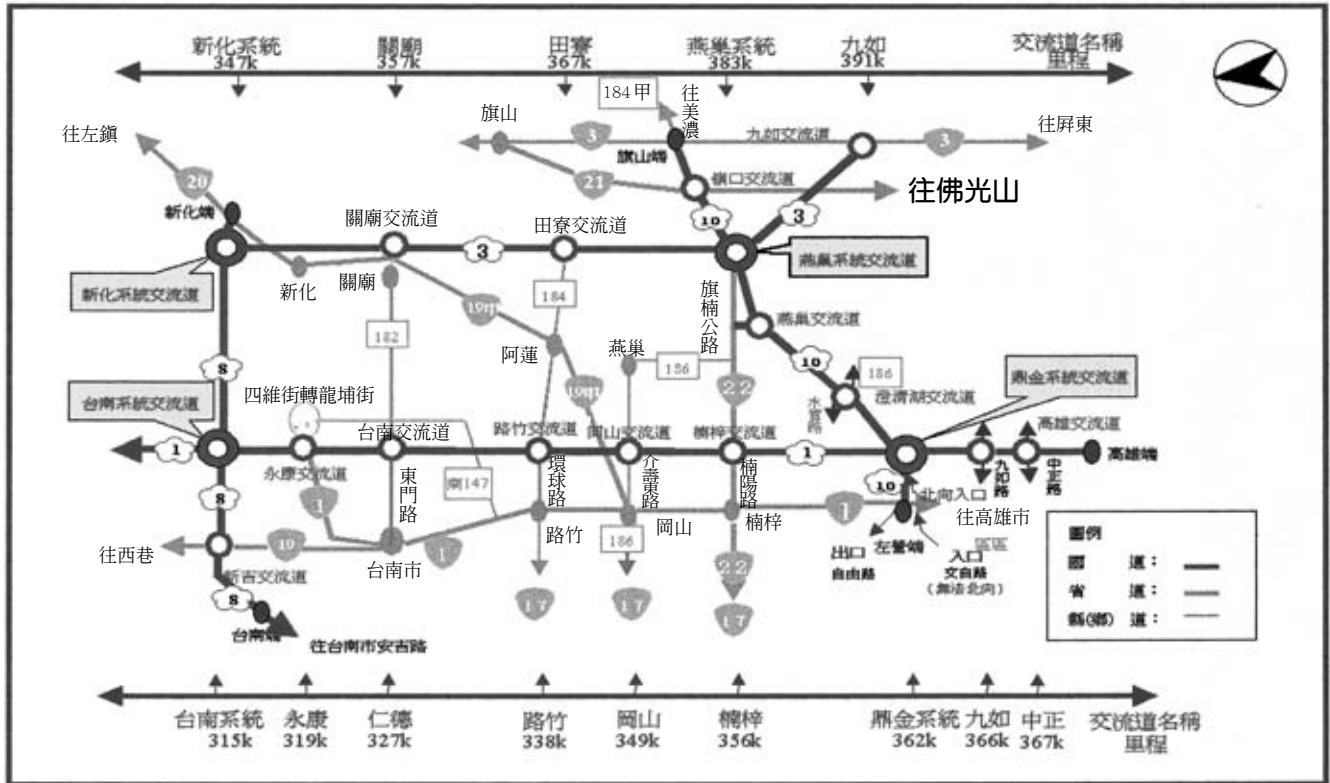 新化系統 關廟 田寮 燕巢系統 九如 交流道名稱
347k 357k 367k 383k 391k 里程
184甲
往美濃
旗山
往左鎮
3
九如交流道
3
往屏東
旗山端
20
21
嶺口交流道
往佛光山
新化端
10
3
關廟交流道
田寮交流道
3
燕巢系統交流道
新化系統交流道
新化
關廟
19甲
184
旗楠公路
燕巢交流道
182
阿蓮
燕巢
186
10
8
22
186
鼎金系統交流道
台南系統交流道
四維街轉龍埔街
19甲
水管路
澄清湖交流道
高雄交流道
1
永康交流道
台南交流道
路竹交流道
岡山交流道
楠梓交流道
1
九如路
中正路
高雄端
8
1
東門路
南147
環球路
介壽東路
楠陽路
10
北向入口
往西巷
19
台南市
1
路竹
岡山
楠梓
1
往高雄市
新吉交流道
186
22
出口
自由路
左營端
入口
文自路
(無法北向)
區區
8
台南端
往台南市安吉路
17
17
17
圖例
國 道：
省 道：
縣(鄉) 道：
台南系統 永康 仁德 路竹 岡山 楠梓 鼎金系統 九如 中正 交流道名稱
315k 319k 327k 338k 349k 356k 362k 366k 367k 里程